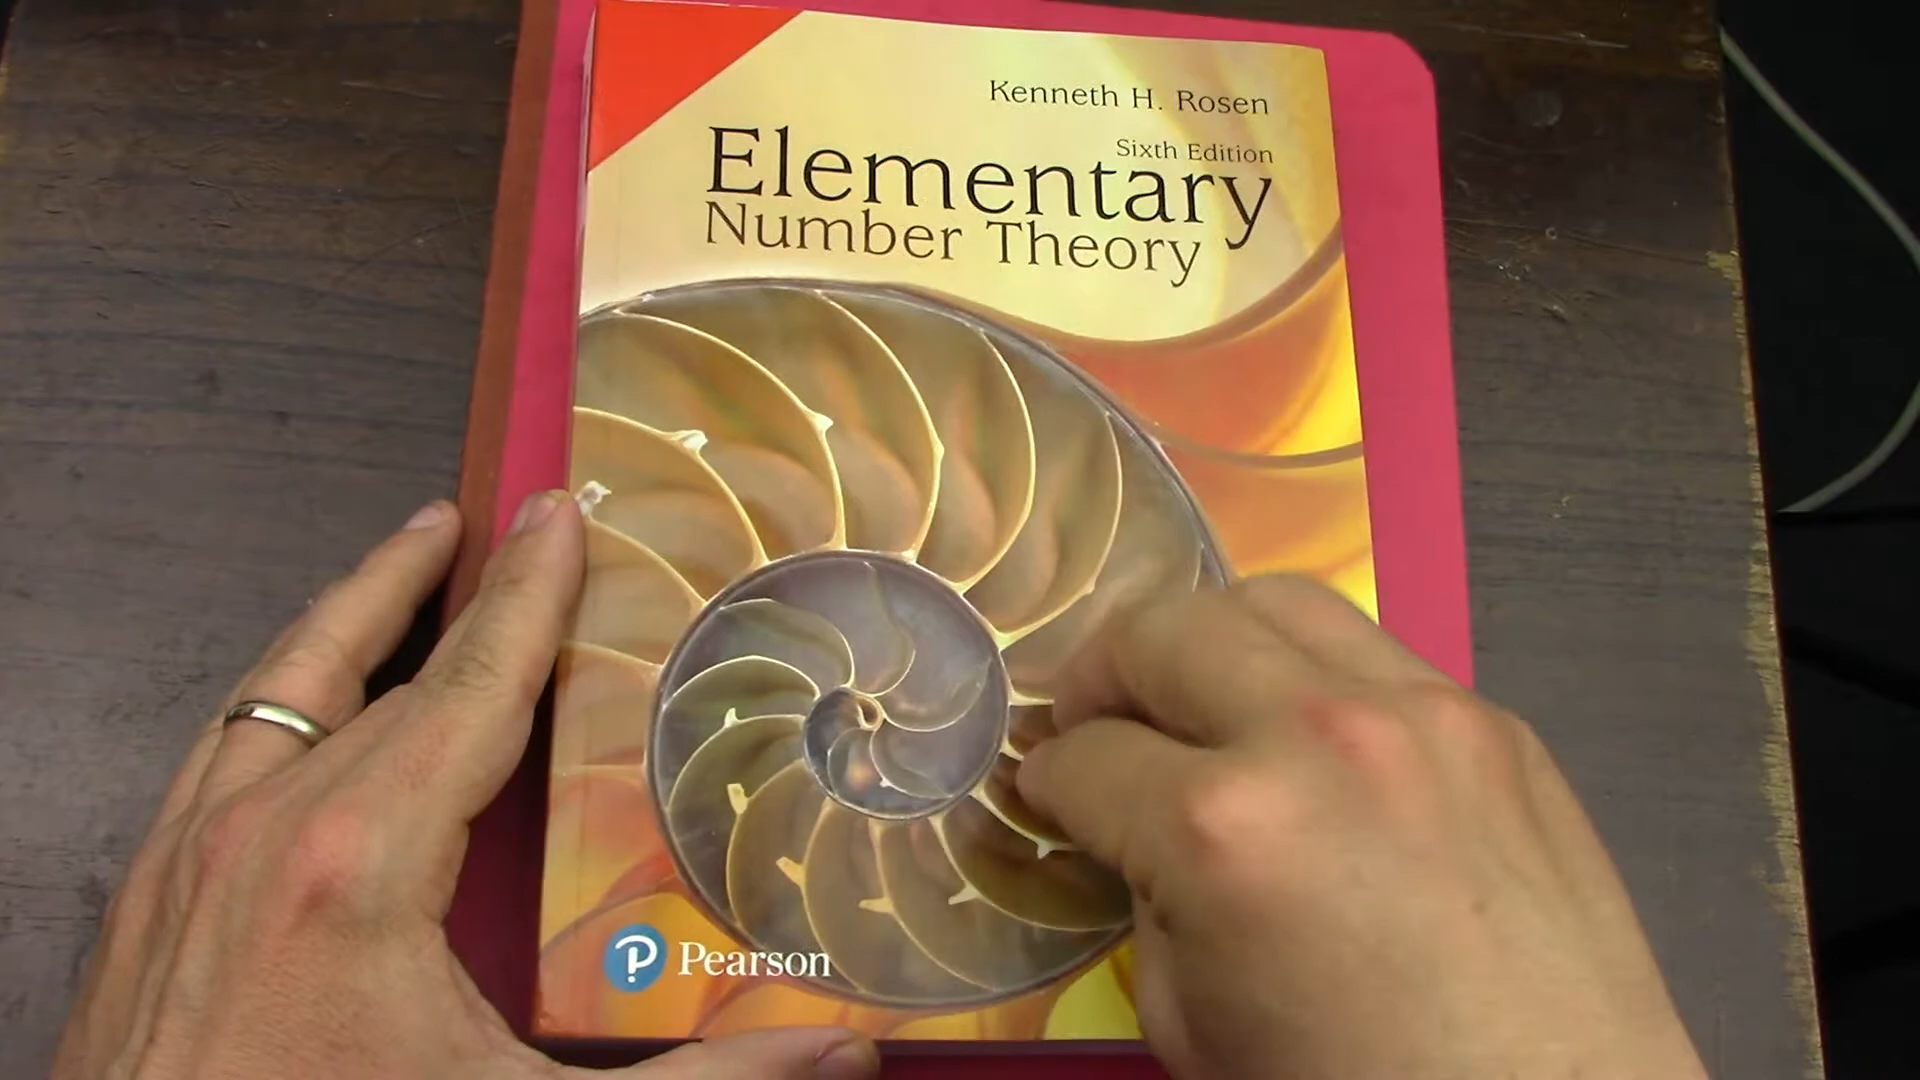 Kenneth H. Rosen
Sixth Edition
Elementary
Number Theory
Pearson